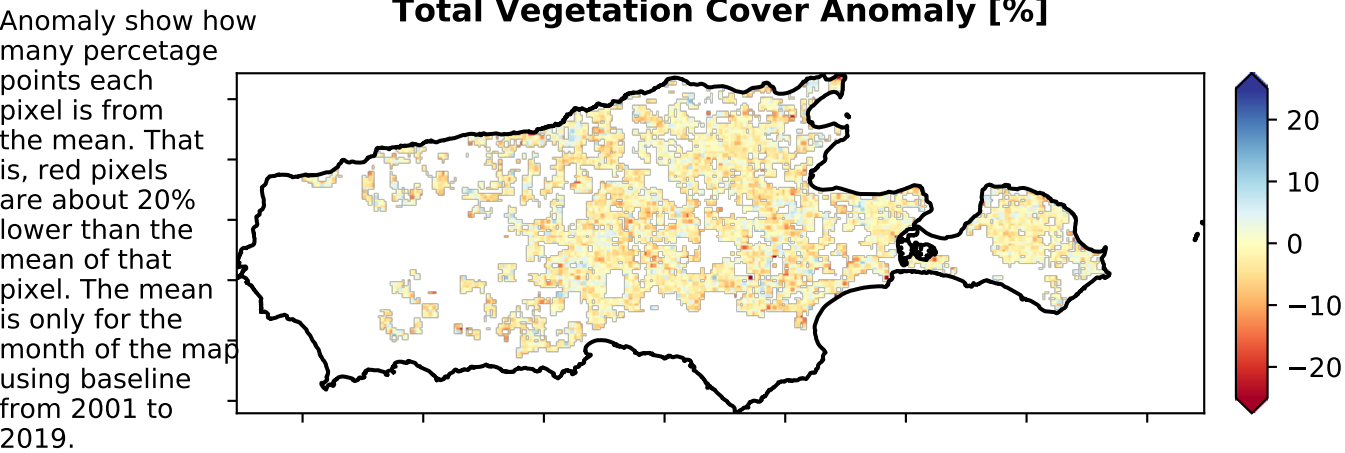 Total Vegetation Cover Anomaly [%]
Anomaly show how
many percetage
points each
pixel is from
the mean. That
is, red pixels
are about 20%
lower than the
mean of that
pixel. The mean
is only for the
month of the map
using baseline
from 2001 to
2019.
20
10
0
−10
−20